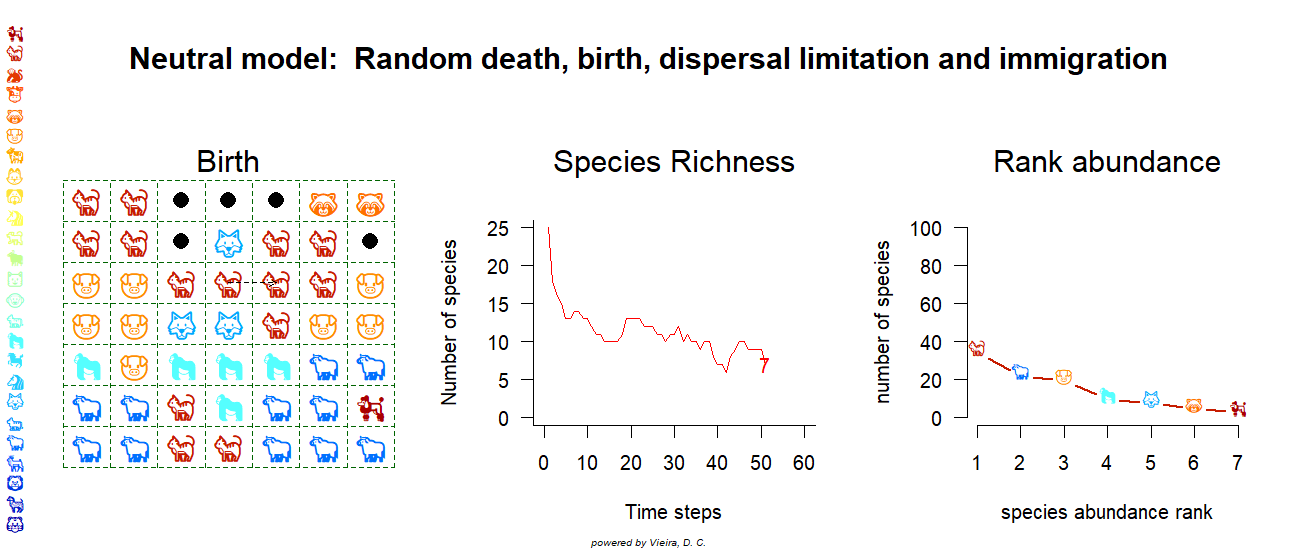 Neutral model:  Random death, birth, dispersal limitation and immigration
Birth
Species Richness
Number of species
25
20
15
10
5
0
7
0 10 20 30 40 50 60
Time steps
Rank abundance
number of species
100
80
60
40
20
0
1 2 3 4 5 6 7
species abundance rank
powered by Vieira, D. C.